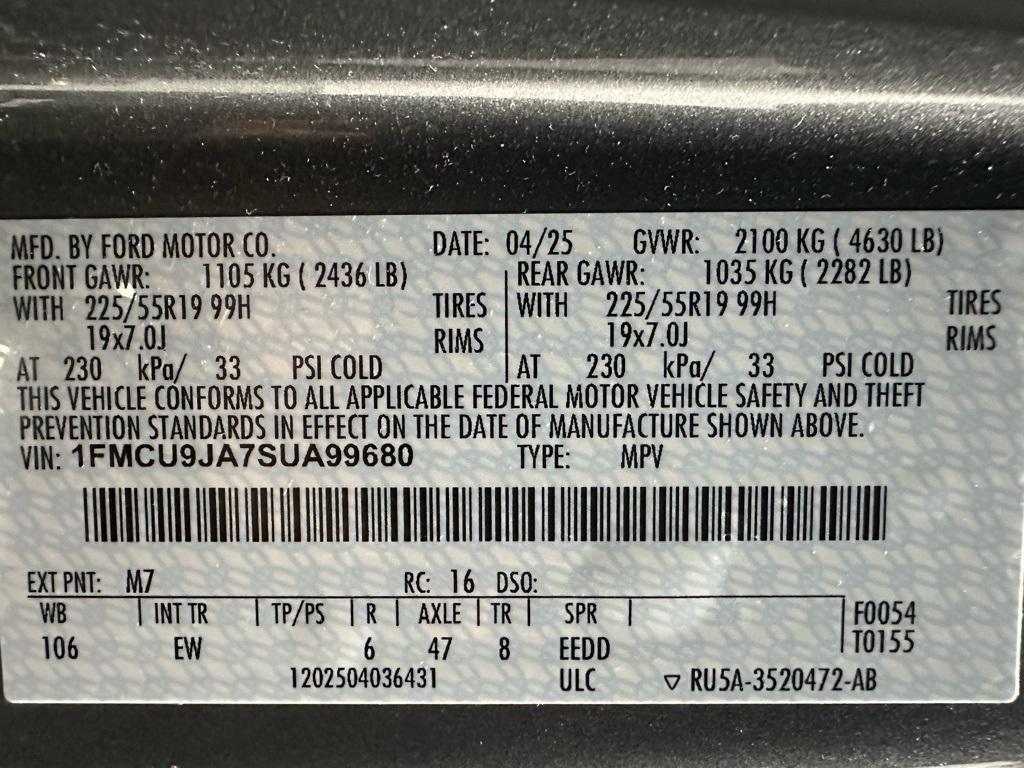 MFD. BY FORD MOTOR CO. DATE: 04/25 GVWR: 2100 KG ( 4630 LB)
FRONT GAWR: 1105 KG ( 2436 LB) REAR GAWR: 1035 KG ( 2282 LB)
WITH 225/55R19 99H TIRES WITH 225/55R19 99H TIRES
19x7.0J RIMS 19x7.0J RIMS
AT 230 kPa/ 33 PSI COLD AT 230 kPa/ 33 PSI COLD
THIS VEHICLE CONFORMS TO ALL APPLICABLE FEDERAL MOTOR VEHICLE SAFETY AND THEFT
PREVENTION STANDARDS IN EFFECT ON THE DATE OF MANUFACTURE SHOWN ABOVE.
VIN: 1FMCU9JA7SUA99680 TYPE: MPV
EXT PNT: M7 RC: 16 DSO:
WB | INT TR | TP/PS | R | AXLE | TR | SPR | F0054
106 EW 6 47 8 EEDD T0155
1202504036431 ULC ▽ RU5A-3520472-AB